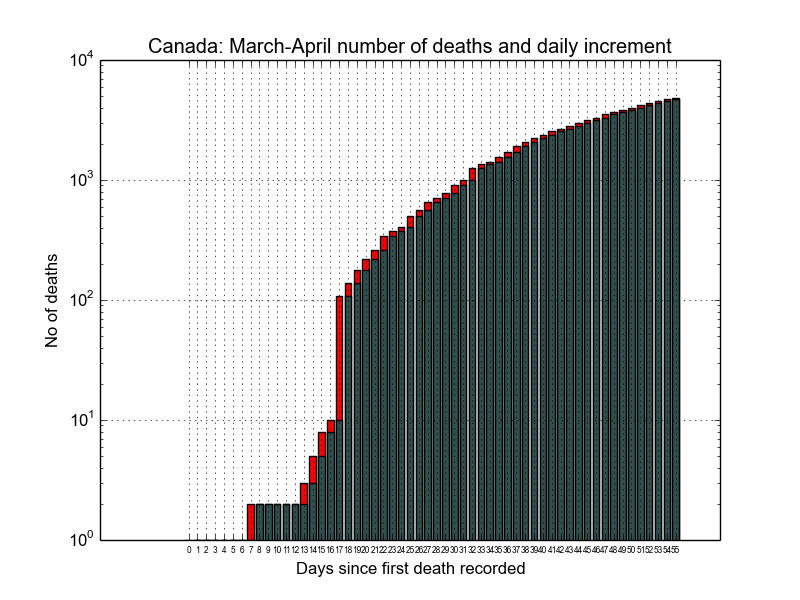 Canada: March-April number of deaths and daily increment
10^4
10^3
10^2
10^1
10^0
No of deaths
0 1 2 3 4 5 6 7 8 9 10 11 12 13 14 15 16 17 18 19 20 21 22 23 24 25 26 27 28 29 30 31 32 33 34 35 36 37 38 39 40 41 42 43 44 45 46 47 48 49 50 51 52 53 54 55
Days since first death recorded